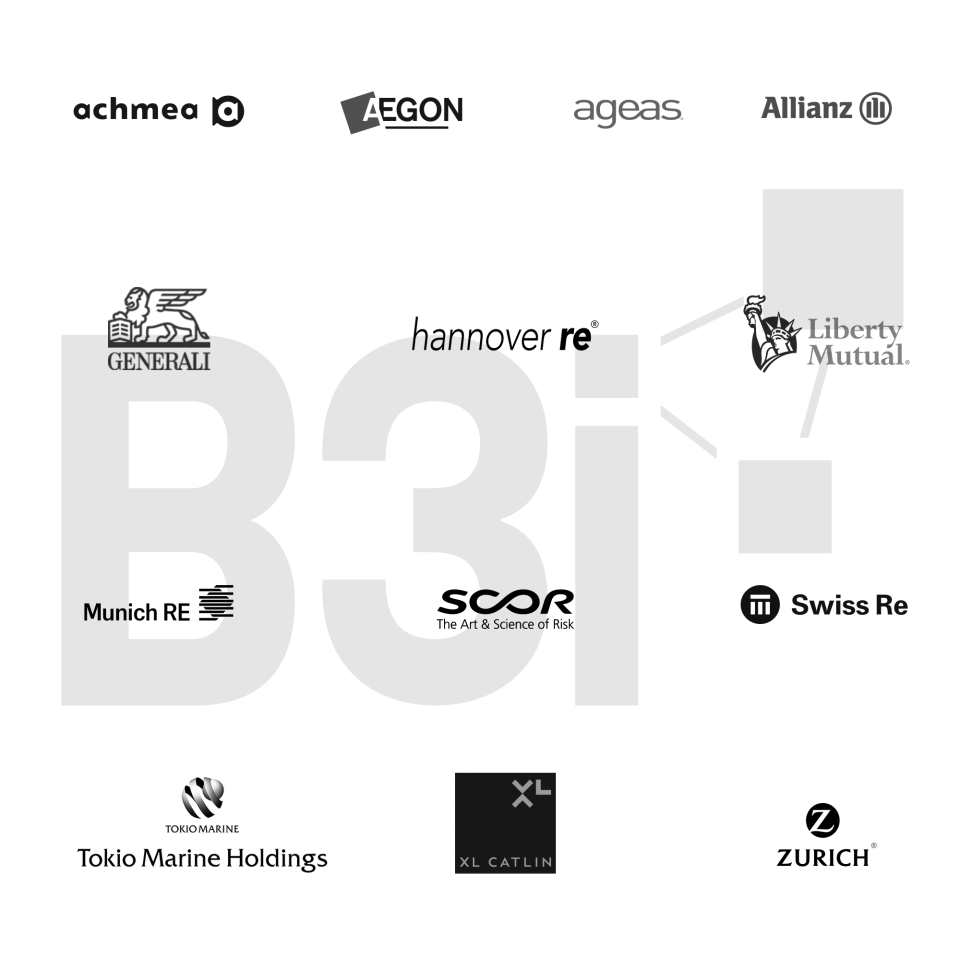 achmea
AEGON
ageas
Allianz
GENERALI
hannover re®
Liberty
Mutual®
B3i
Munich RE
SCOR
The Art & Science of Risk
Swiss Re
TOKIO MARINE
Tokio Marine Holdings
XL
XL CATLIN
ZURICH®